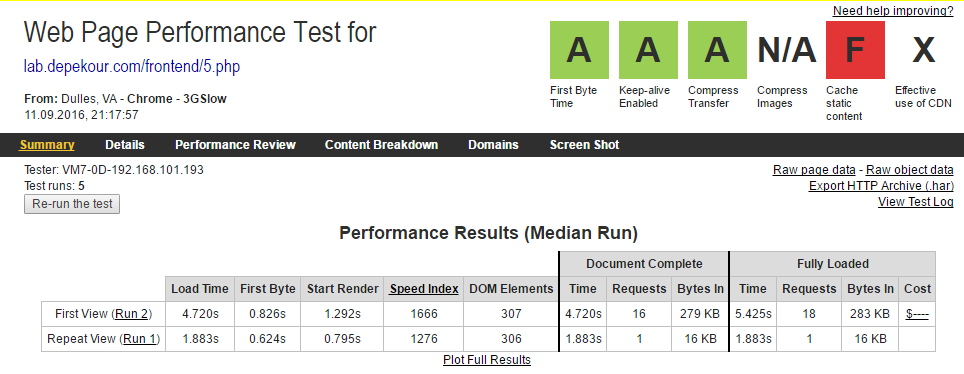 Need help improving?
Web Page Performance Test for
lab.depekour.com/frontend/5.php
From: Dulles, VA - Chrome - 3GSlow
11.09.2016, 21:17:57
A A A N/A F X
First Byte Time
Keep-alive Enabled
Compress Transfer
Compress Images
Cache static content
Effective use of CDN
Summary Details Performance Review Content Breakdown Domains Screen Shot
Tester: VM7-0D-192.168.101.193
Test runs: 5
Re-run the test
Raw page data - Raw object data
Export HTTP Archive (.har)
View Test Log
Performance Results (Median Run)
Document Complete Fully Loaded
Load Time First Byte Start Render Speed Index DOM Elements Time Requests Bytes In Time Requests Bytes In Cost
First View (Run 2) 4.720s 0.826s 1.292s 1666 307 4.720s 16 279 KB 5.425s 18 283 KB $----
Repeat View (Run 1) 1.883s 0.624s 0.795s 1276 306 1.883s 1 16 KB 1.883s 1 16 KB
Plot Full Results